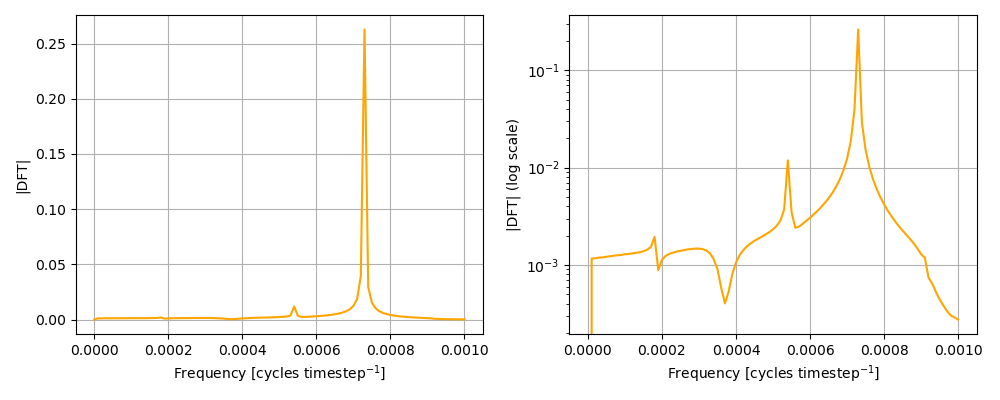 |DFT|
0.25
0.20
0.15
0.10
0.05
0.00
0.0000 0.0002 0.0004 0.0006 0.0008 0.0010
Frequency [cycles timestep⁻¹]
|DFT| (log scale)
10⁻¹
10⁻²
10⁻³
0.0000 0.0002 0.0004 0.0006 0.0008 0.0010
Frequency [cycles timestep⁻¹]